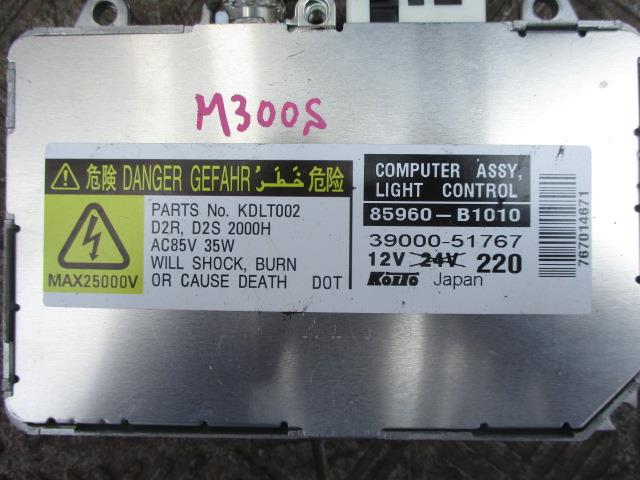 M300S
危険 DANGER GEFAHR خَطَر 危险
PARTS No. KDLT002
D2R, D2S 2000H
AC85V 35W
WILL SHOCK, BURN
OR CAUSE DEATH DOT
MAX25000V
COMPUTER ASSY,
LIGHT CONTROL
85960-B1010
39000-51767
12V 24V 220
KOITO Japan
767014671